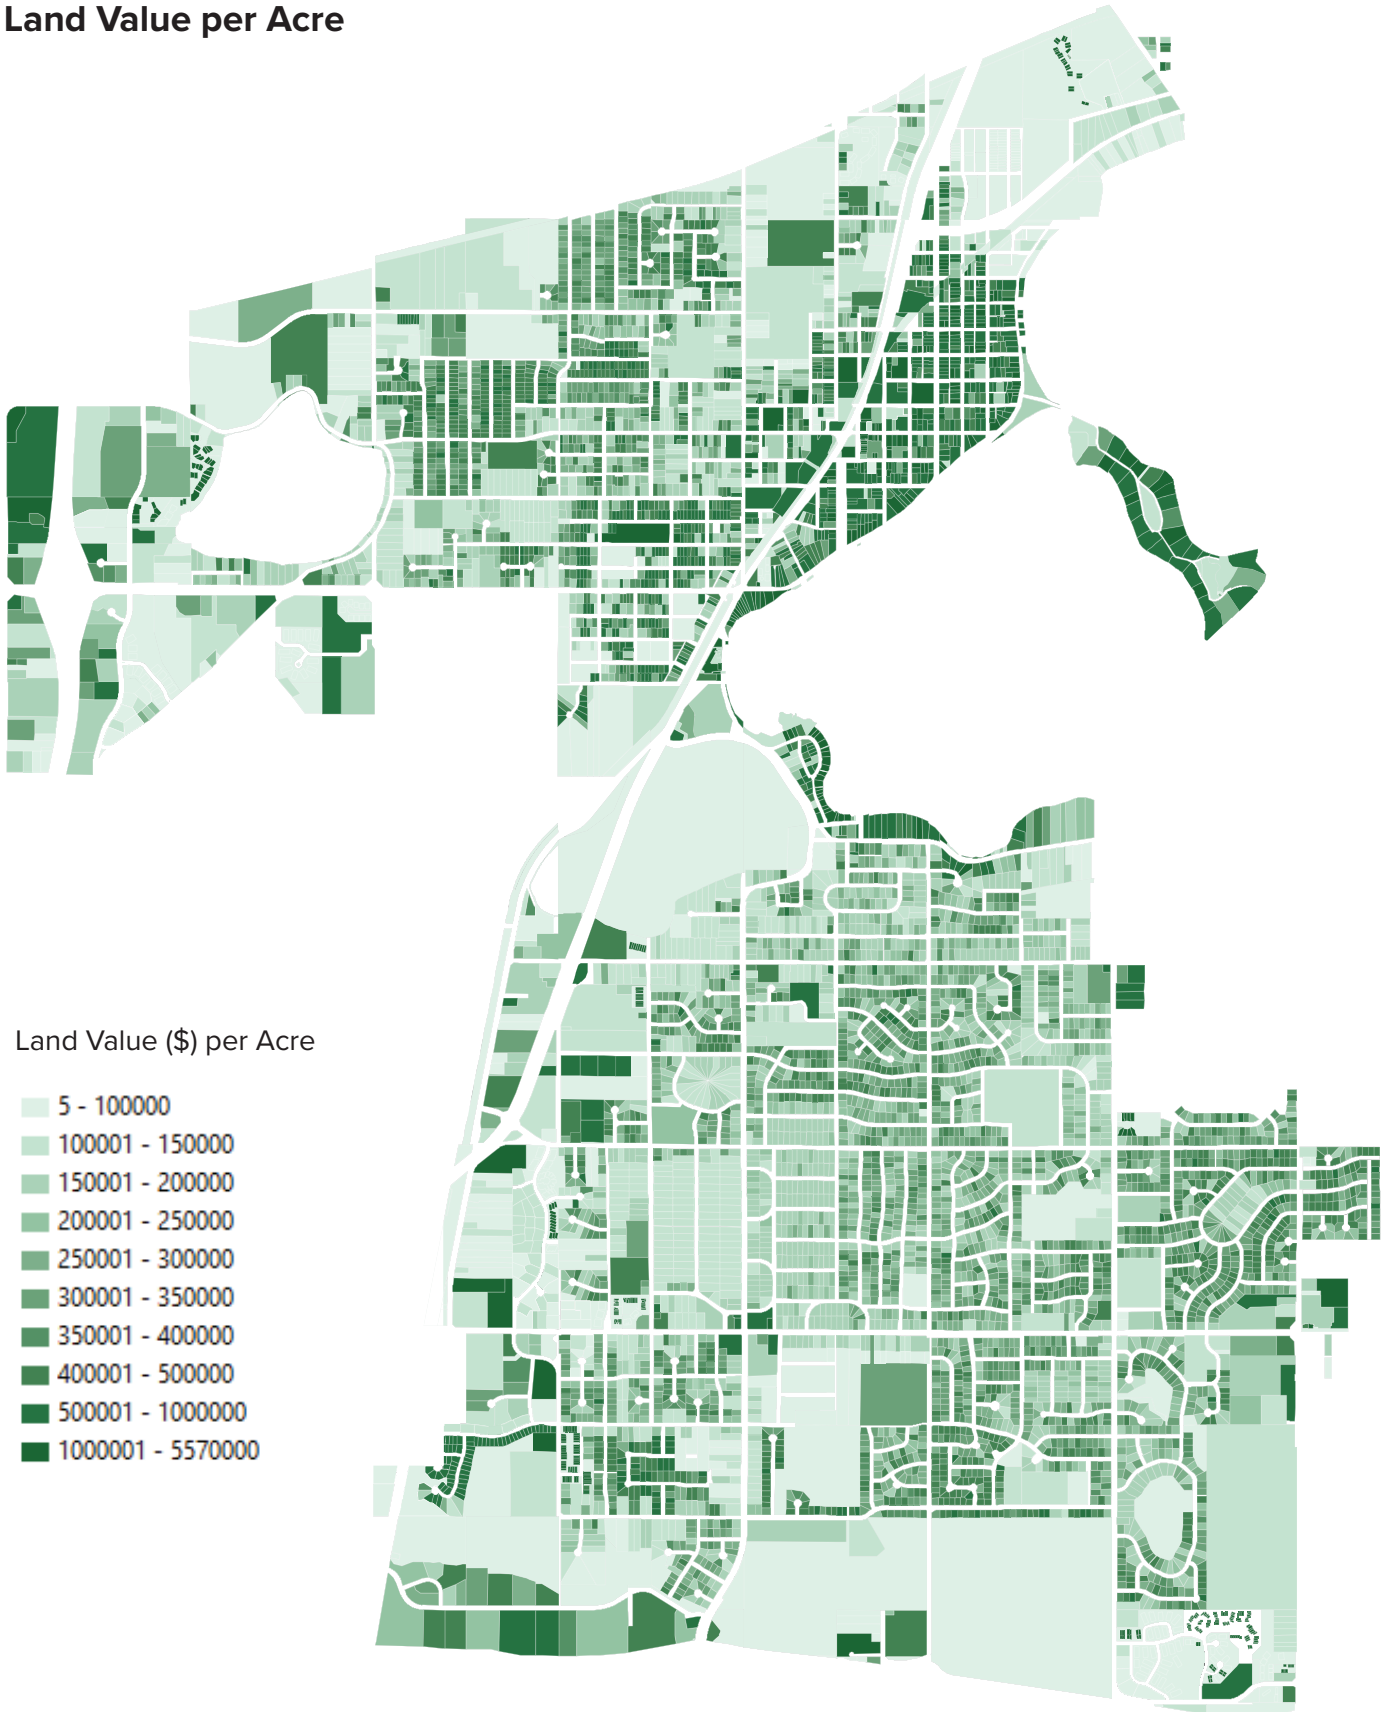 Land Value per Acre
Land Value ($) per Acre
5 - 100000
100001 - 150000
150001 - 200000
200001 - 250000
250001 - 300000
300001 - 350000
350001 - 400000
400001 - 500000
500001 - 1000000
1000001 - 5570000